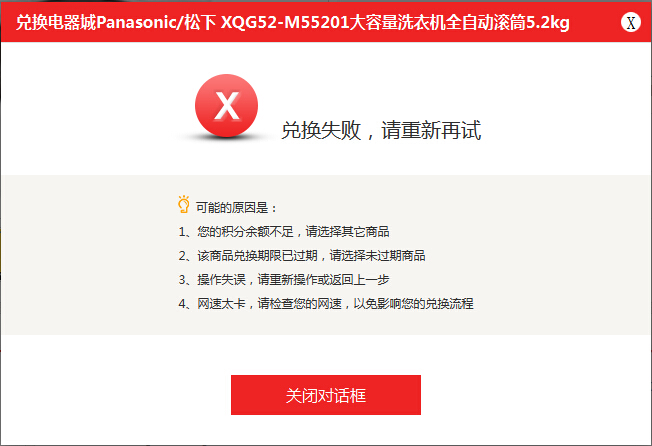 兑换电器城Panasonic/松下 XQG52-M55201大容量洗衣机全自动滚筒5.2kg
X
X
兑换失败，请重新再试
可能的原因是：
1、您的积分余额不足，请选择其它商品
2、该商品兑换期限已过期，请选择未过期商品
3、操作失误，请重新操作或返回上一步
4、网速太卡，请检查您的网速，以免影响您的兑换流程
关闭对话框